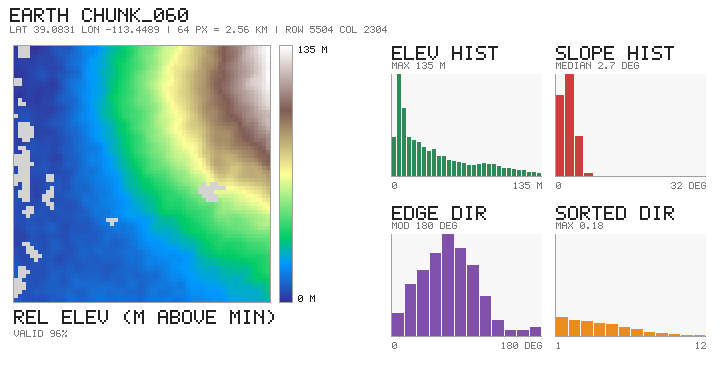 EARTH CHUNK_060
LAT 39.0831 LON -113.4489 | 64 PX = 2.56 KM | ROW 5504 COL 2304
135 M
0 M
REL ELEV (M ABOVE MIN)
VALID 96%
ELEV HIST
MAX 135 M
0 135 M
SLOPE HIST
MEDIAN 2.7 DEG
0 32 DEG
EDGE DIR
MOD 180 DEG
0 180 DEG
SORTED DIR
MAX 0.18
1 12